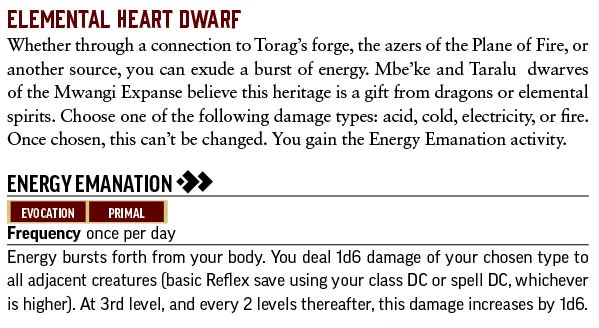 ELEMENTAL HEART DWARF
Whether through a connection to Torag's forge, the azers of the Plane of Fire, or
another source, you can exude a burst of energy. Mbe'ke and Taralu dwarves
of the Mwangi Expanse believe this heritage is a gift from dragons or elemental
spirits. Choose one of the following damage types: acid, cold, electricity, or fire.
Once chosen, this can't be changed. You gain the Energy Emanation activity.
ENERGY EMANATION
EVOCATION PRIMAL
Frequency once per day
Energy bursts forth from your body. You deal 1d6 damage of your chosen type to
all adjacent creatures (basic Reflex save using your class DC or spell DC, whichever
is higher). At 3rd level, and every 2 levels thereafter, this damage increases by 1d6.